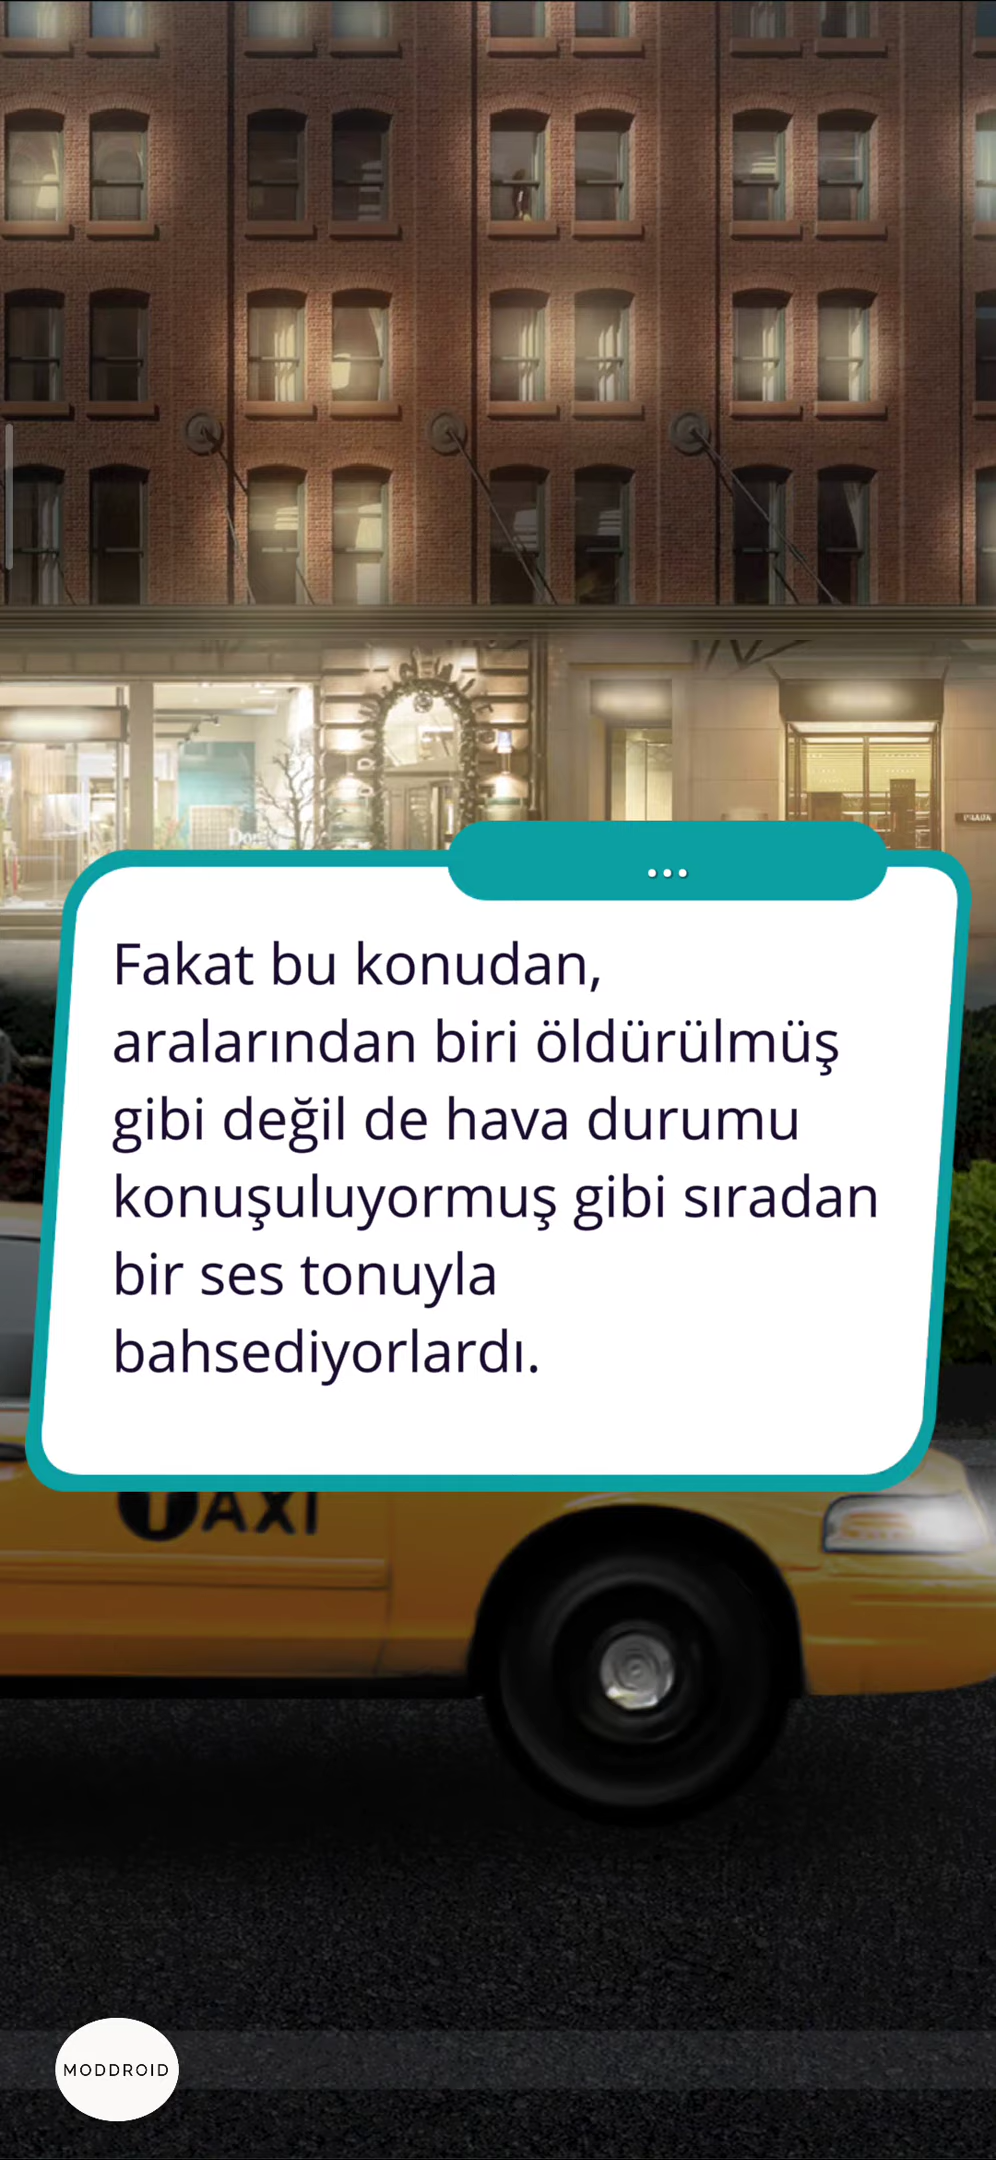 ...
Fakat bu konudan,
aralarından biri öldürülmüş
gibi değil de hava durumu
konuşuluyormuş gibi sıradan
bir ses tonuyla
bahsediyorlardı.
TAXI
MODDROID